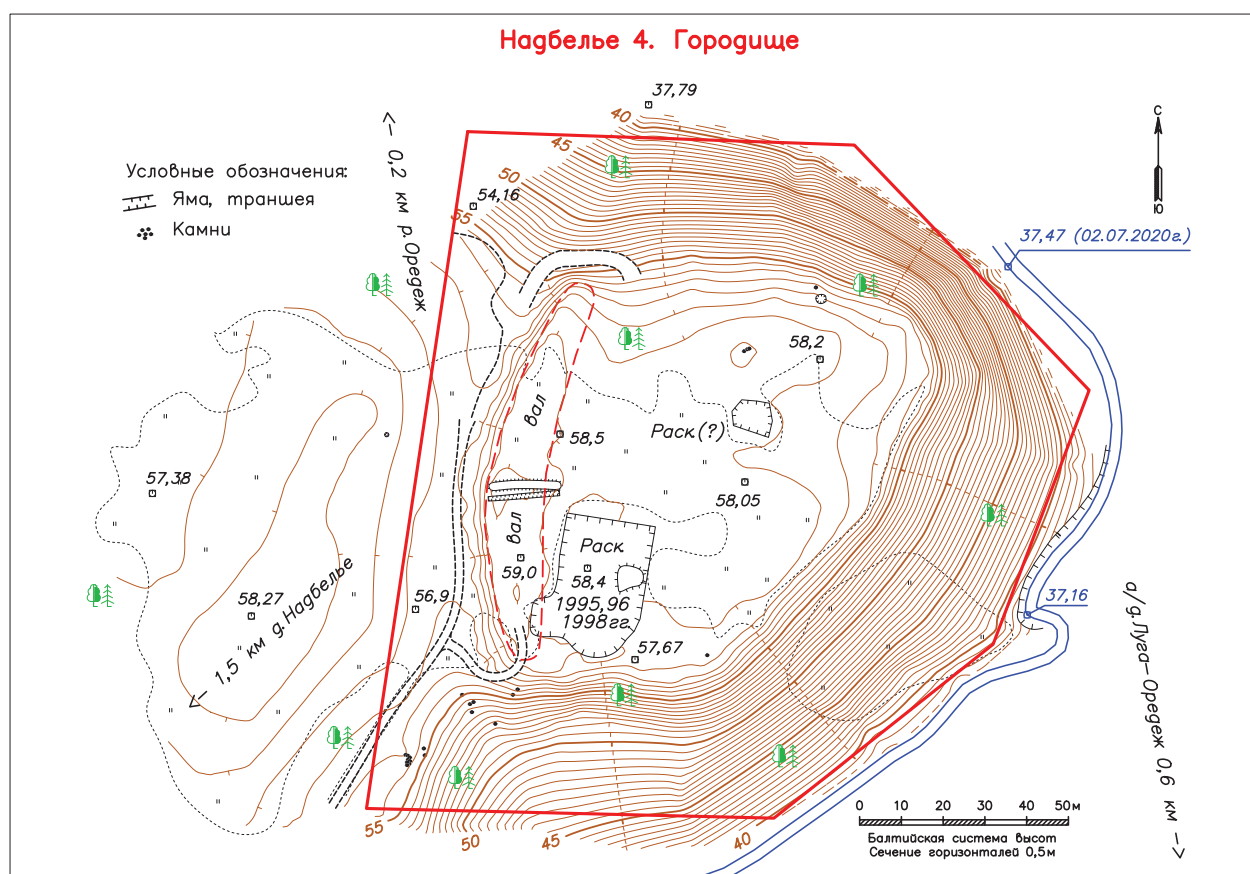 Надбелье 4. Городище
37,79
40
45
50
54,16
55
<— 0,2 км р.Оредеж
С
Ю
Условные обозначения:
Яма, траншея
Камни
37,47 (02.07.2020г.)
58,2
Вал
58,5
Раск.(?)
57,38
58,05
Вал
Раск.
59,0
58,4
1995,96
1998гг.
56,9
58,27
<— 1,5 км д.Надбелье
57,67
37,16
а/д.Луга—Оредеж 0,6 км —>
55
50
45
40
0 10 20 30 40 50м
Балтийская система высот
Сечение горизонталей 0,5м